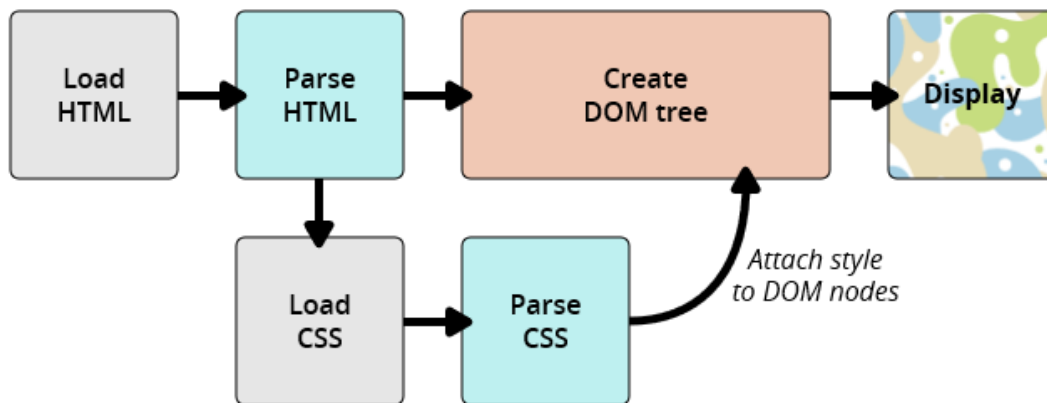 Load
HTML
Parse
HTML
Create
DOM tree
Display
Load
CSS
Parse
CSS
Attach style
to DOM nodes